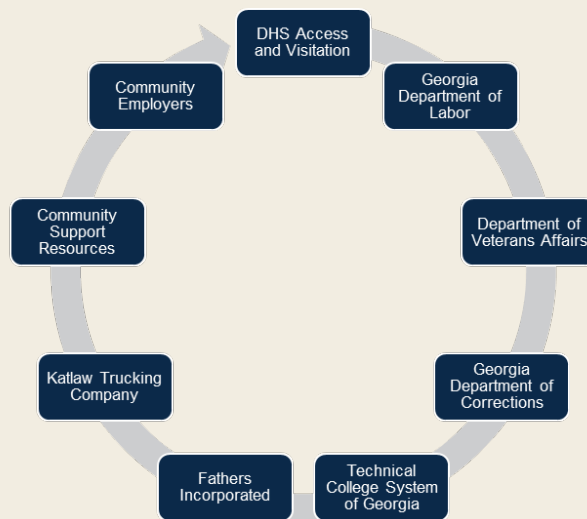 DHS Access
and Visitation
Georgia
Department of
Labor
Department of
Veterans Affairs
Georgia
Department of
Corrections
Technical
College System
of Georgia
Fathers
Incorporated
Katlaw Trucking
Company
Community
Support
Resources
Community
Employers